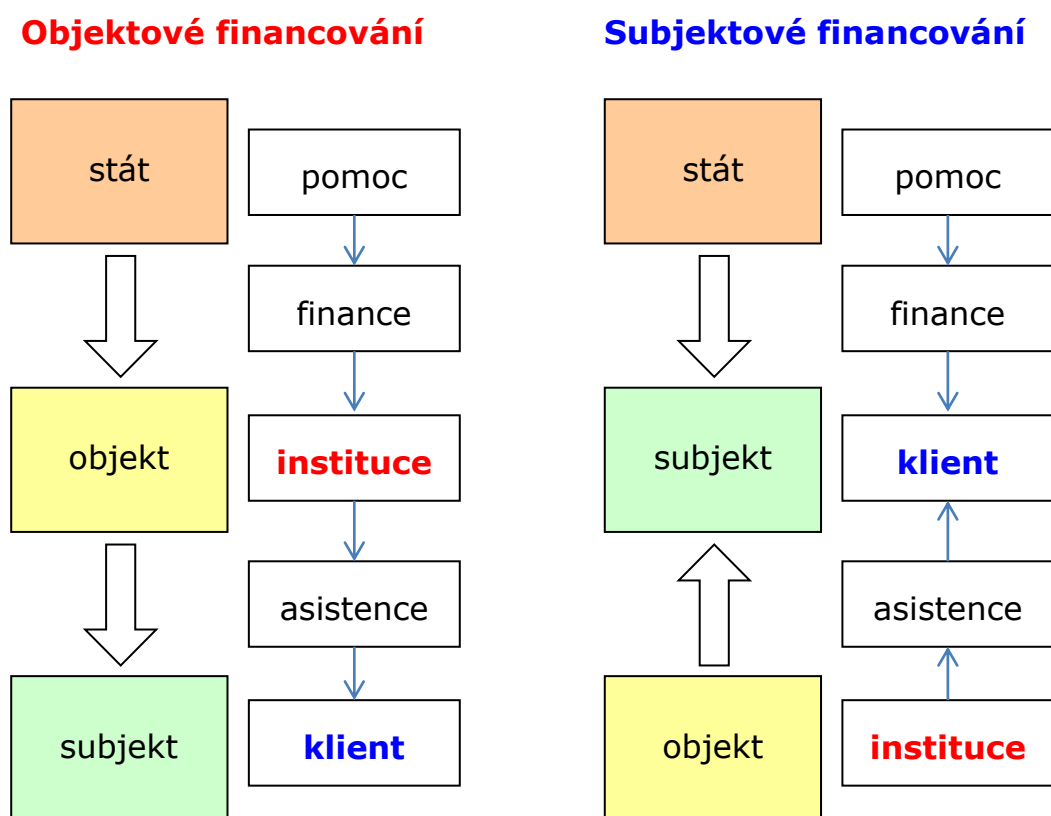 Objektové financování
stát
pomoc
finance
objekt
instituce
asistence
subjekt
klient
Subjektové financování
stát
pomoc
finance
subjekt
klient
asistence
objekt
instituce